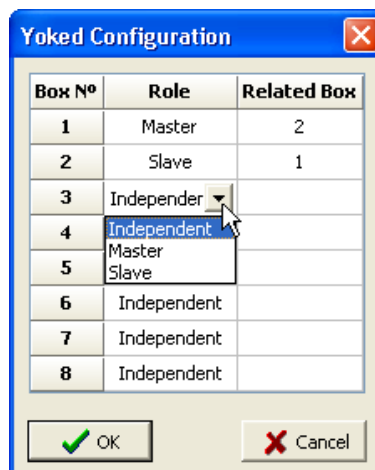 Yoked Configuration
Box Nº Role Related Box
1 Master 2
2 Slave 1
3 Independer
4 Independent
Master
5 Slave
6 Independent
7 Independent
8 Independent
OK Cancel